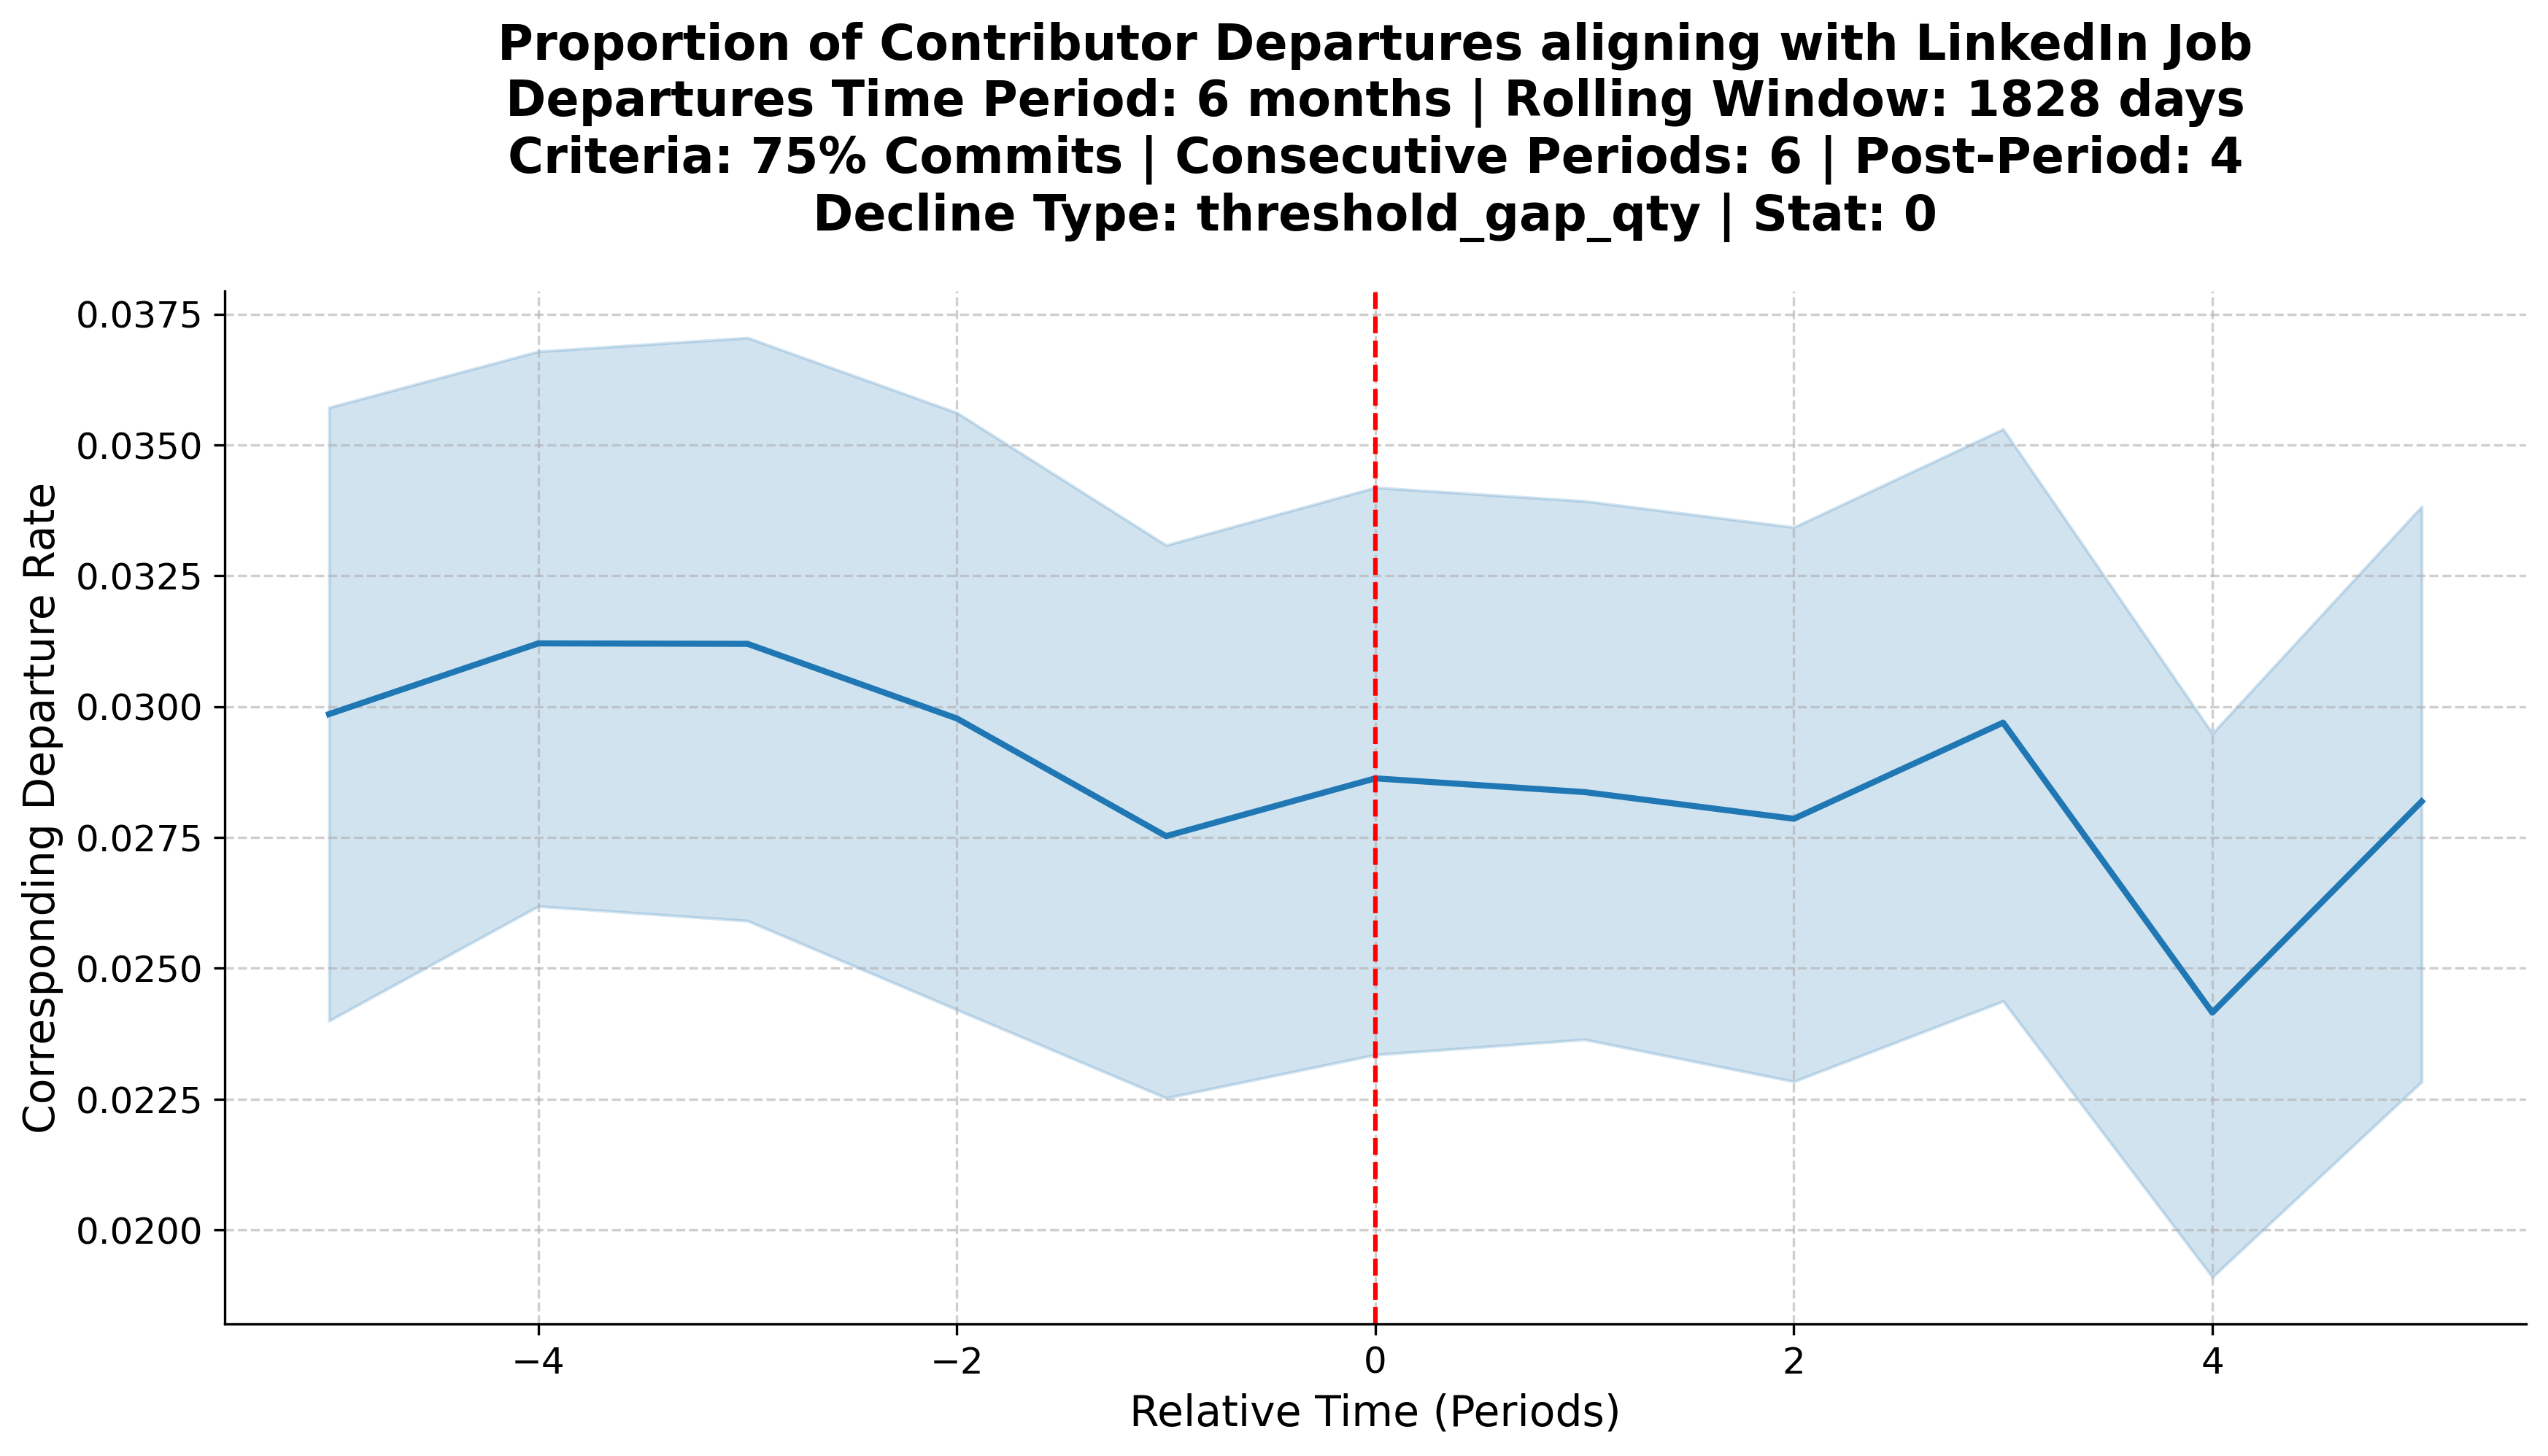 Proportion of Contributor Departures aligning with LinkedIn Job
Departures Time Period: 6 months | Rolling Window: 1828 days
Criteria: 75% Commits | Consecutive Periods: 6 | Post-Period: 4
Decline Type: threshold_gap_qty | Stat: 0
Corresponding Departure Rate
0.0375
0.0350
0.0325
0.0300
0.0275
0.0250
0.0225
0.0200
−4
−2
0
2
4
Relative Time (Periods)